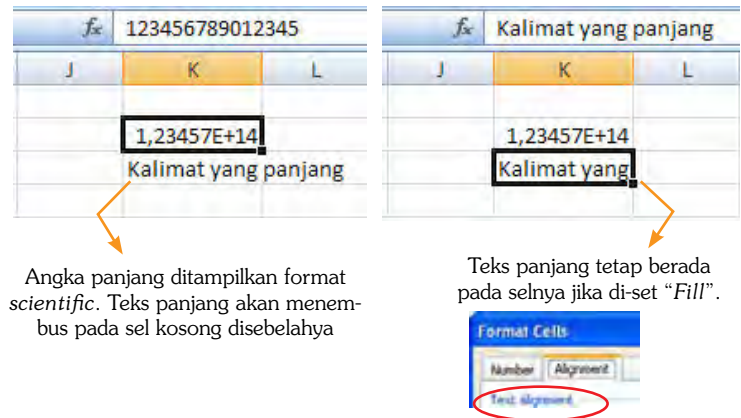 fx 123456789012345
J K L
1,23457E+14
Kalimat yang panjang
Angka panjang ditampilkan format
scientific. Teks panjang akan menem-
bus pada sel kosong disebelahya
fx Kalimat yang panjang
J K L
1,23457E+14
Kalimat yang
Teks panjang tetap berada
pada selnya jika di-set “Fill”.
Format Cells
Number Alignment
Text alignment